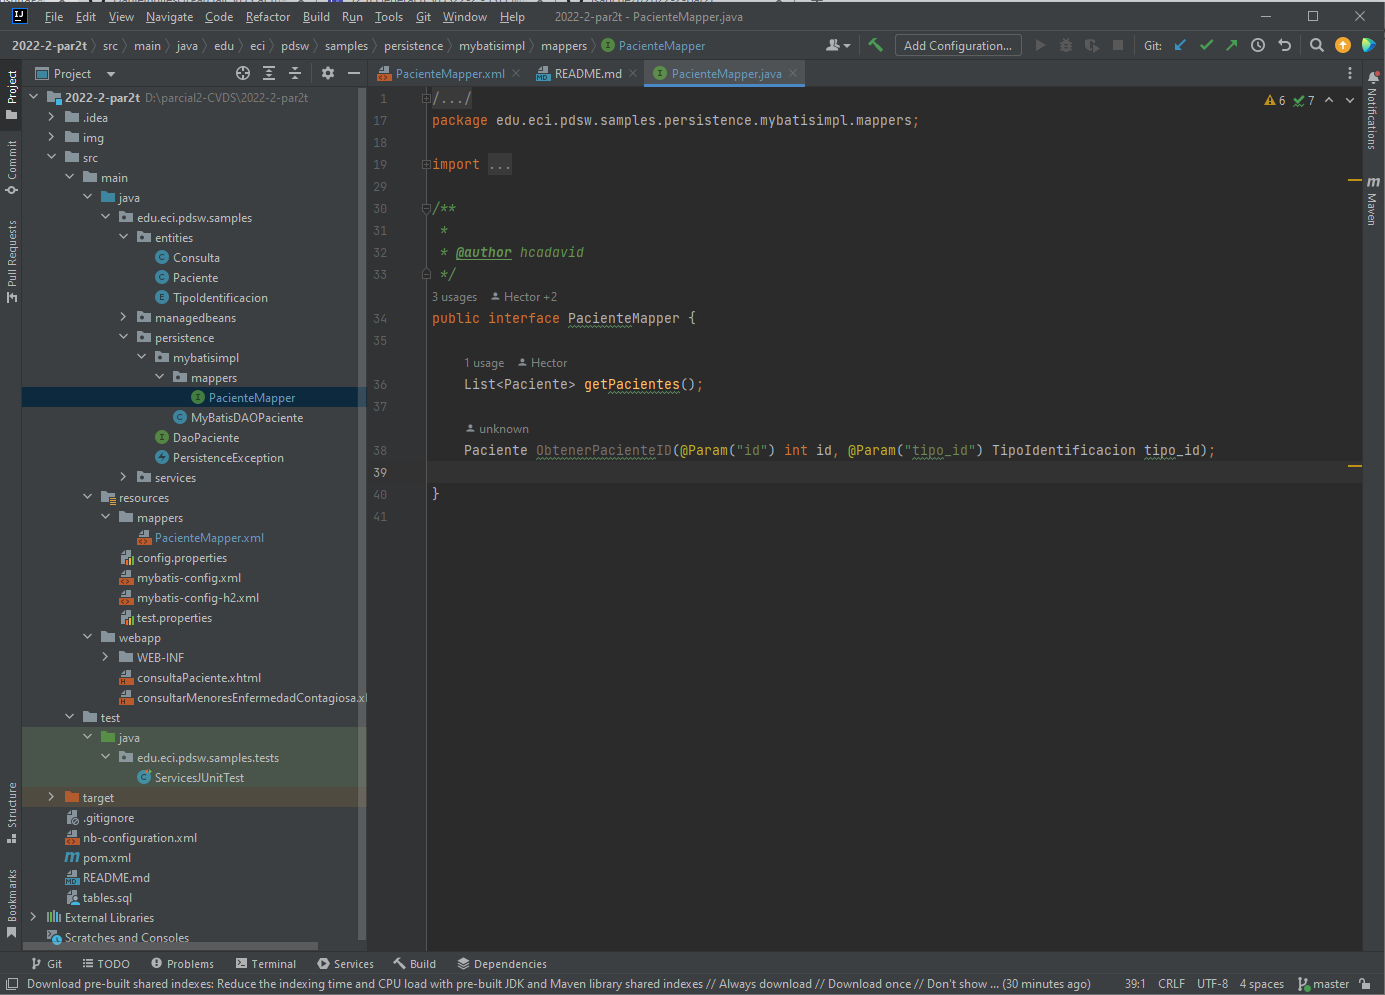 File Edit View Navigate Code Refactor Build Run Tools Git Window Help 2022-2-par2t - PacienteMapper.java
2022-2-par2t src main java edu eci pdsw samples persistence mybatisimpl mappers PacienteMapper Add Configuration... Git:
Project
PacienteMapper.xml README.md PacienteMapper.java
2022-2-par2t D:\parcial2-CVDS\2022-2-par2t
.idea
img
src
main
java
edu.eci.pdsw.samples
entities
Consulta
Paciente
TipoIdentificacion
managedbeans
persistence
mybatisimpl
mappers
PacienteMapper
MyBatisDAOPaciente
DaoPaciente
PersistenceException
services
resources
mappers
PacienteMapper.xml
config.properties
mybatis-config.xml
mybatis-config-h2.xml
test.properties
webapp
WEB-INF
consultaPaciente.xhtml
consultarMenoresEnfermedadContagiosa.xl
test
java
edu.eci.pdsw.samples.tests
ServicesJUnitTest
target
.gitignore
nb-configuration.xml
pom.xml
README.md
tables.sql
External Libraries
Scratches and Consoles
1 /.../
6 7
17 package edu.eci.pdsw.samples.persistence.mybatisimpl.mappers;
18
19 import ...
29
30 /**
31 *
32 * @author hcadavid
33 */
3 usages Hector +2
34 public interface PacienteMapper {
35
1 usage Hector
36 List<Paciente> getPacientes();
37
unknown
38 Paciente ObtenerPacienteID(@Param("id") int id, @Param("tipo_id") TipoIdentificacion tipo_id);
39
40 }
41
Project
Commit
Pull Requests
Structure
Bookmarks
Notifications
Maven
Git TODO Problems Terminal Services Build Dependencies
Download pre-built shared indexes: Reduce the indexing time and CPU load with pre-built JDK and Maven library shared indexes // Always download // Download once // Don't show ... (30 minutes ago) 39:1 CRLF UTF-8 4 spaces master